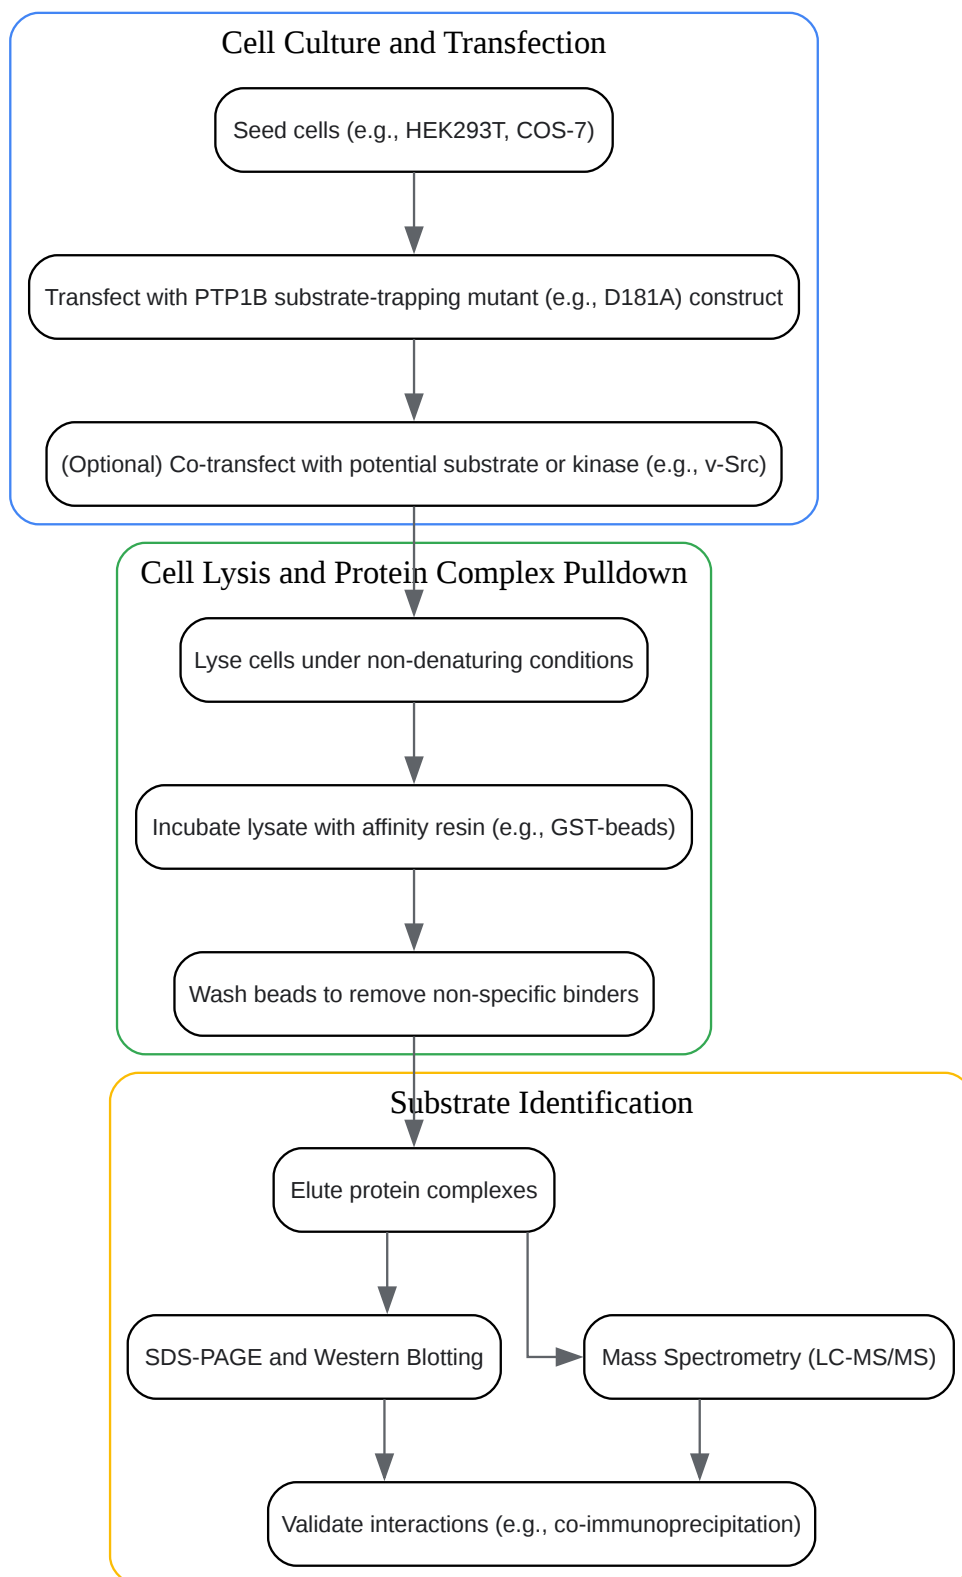 Cell Culture and Transfection
Seed cells (e.g., HEK293T, COS-7)
Transfect with PTP1B substrate-trapping mutant (e.g., D181A) construct
(Optional) Co-transfect with potential substrate or kinase (e.g., v-Src)
Cell Lysis and Protein Complex Pulldown
Lyse cells under non-denaturing conditions
Incubate lysate with affinity resin (e.g., GST-beads)
Wash beads to remove non-specific binders
Substrate Identification
Elute protein complexes
SDS-PAGE and Western Blotting
Mass Spectrometry (LC-MS/MS)
Validate interactions (e.g., co-immunoprecipitation)